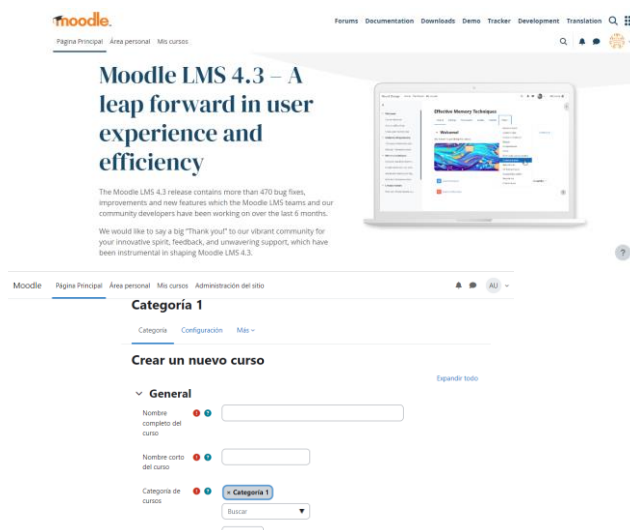 moodle.
Forums Documentation Downloads Demo Tracker Development Translation
Página Principal Área personal Mis cursos
Moodle LMS 4.3 – A
leap forward in user
experience and
efficiency
The Moodle LMS 4.3 release contains more than 470 bug fixes,
improvements and new features which the Moodle LMS teams and our
community developers have been working on over the last 6 months.
We would like to say a big "Thank you!" to our vibrant community for
your innovative spirit, feedback, and unwavering support, which have
been instrumental in shaping Moodle LMS 4.3.
Effective Memory Techniques
Welcome!
?
Moodle Página Principal Área personal Mis cursos Administración del sitio AU
Categoría 1
Categoría Configuración Más
Crear un nuevo curso
Expandir todo
General
Nombre
completo del
curso
Nombre corto
del curso
Categoría de
cursos
× Categoría 1
Buscar